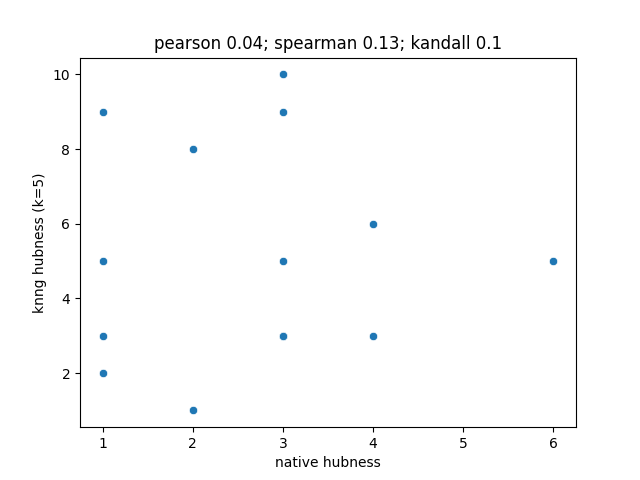 pearson 0.04; spearman 0.13; kandall 0.1
10
8
6
4
2
knng hubness (k=5)
1 2 3 4 5 6
native hubness